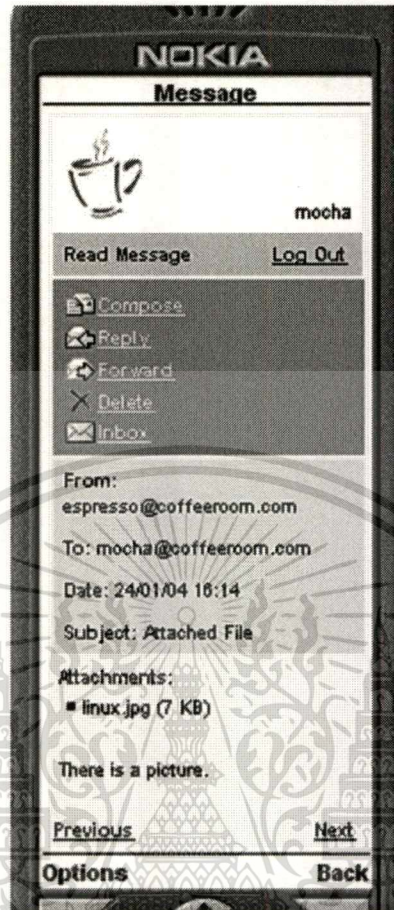 NOKIA
Message
mocha
Read Message Log Out
Compose
Reply
Forward
Delete
Inbox
From:
espresso@coffeeroom.com
To: mocha@coffeeroom.com
Date: 24/01/04 16:14
Subject: Attached File
Attachments:
▪ linux.jpg (7 KB)
There is a picture.
Previous Next
Options Back